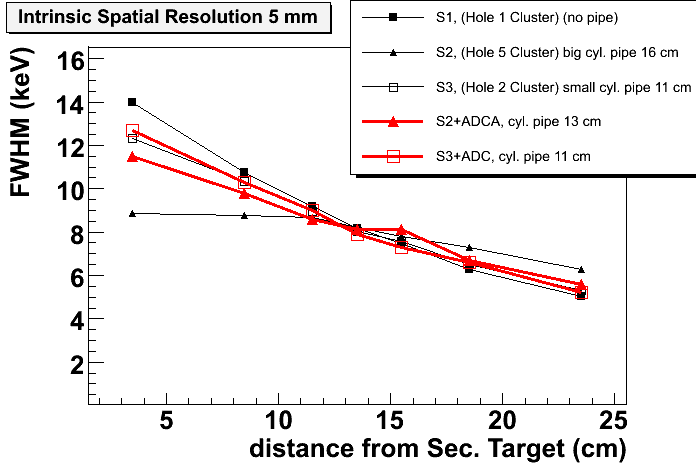 Intrinsic Spatial Resolution 5 mm
S1, (Hole 1 Cluster) (no pipe)
S2, (Hole 5 Cluster) big cyl. pipe 16 cm
S3, (Hole 2 Cluster) small cyl. pipe 11 cm
S2+ADCA, cyl. pipe 13 cm
S3+ADC, cyl. pipe 11 cm
FWHM (keV)
16
14
12
10
8
6
4
2
5 10 15 20 25
distance from Sec. Target (cm)